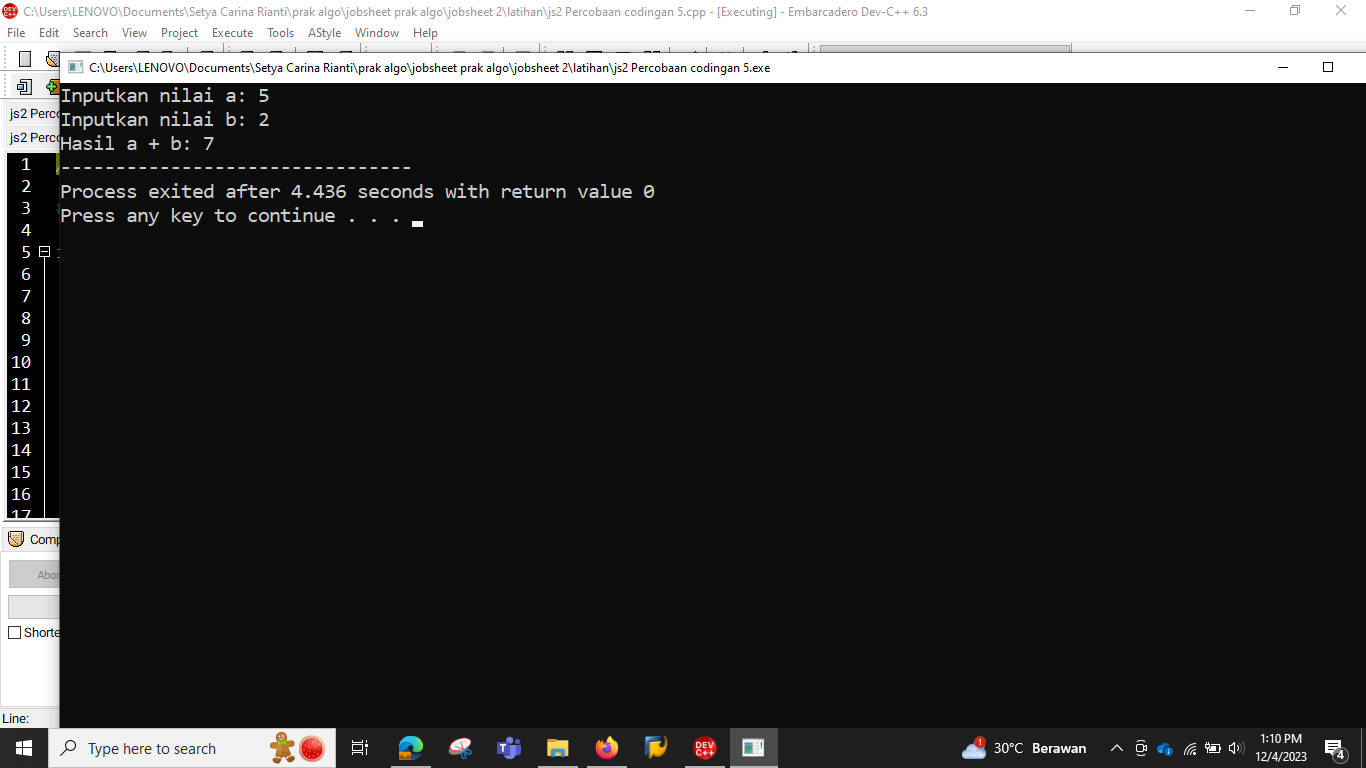 C:\Users\LENOVO\Documents\Setya Carina Rianti\prak algo\jobsheet prak algo\jobsheet 2\latihan\js2 Percobaan codingan 5.cpp - [Executing] - Embarcadero Dev-C++ 6.3
File Edit Search View Project Execute Tools AStyle Window Help
C:\Users\LENOVO\Documents\Setya Carina Rianti\prak algo\jobsheet prak algo\jobsheet 2\latihan\js2 Percobaan codingan 5.exe
Inputkan nilai a: 5
Inputkan nilai b: 2
Hasil a + b: 7
--------------------------------
Process exited after 4.436 seconds with return value 0
Press any key to continue . . .
js2 Perc
js2 Perc
1
2
3
4
5
6
7
8
9
10
11
12
13
14
15
16
17
Comp
Abor
Shorte
Line:
Type here to search
DEV C++
1
30°C Berawan
1:10 PM
12/4/2023
4